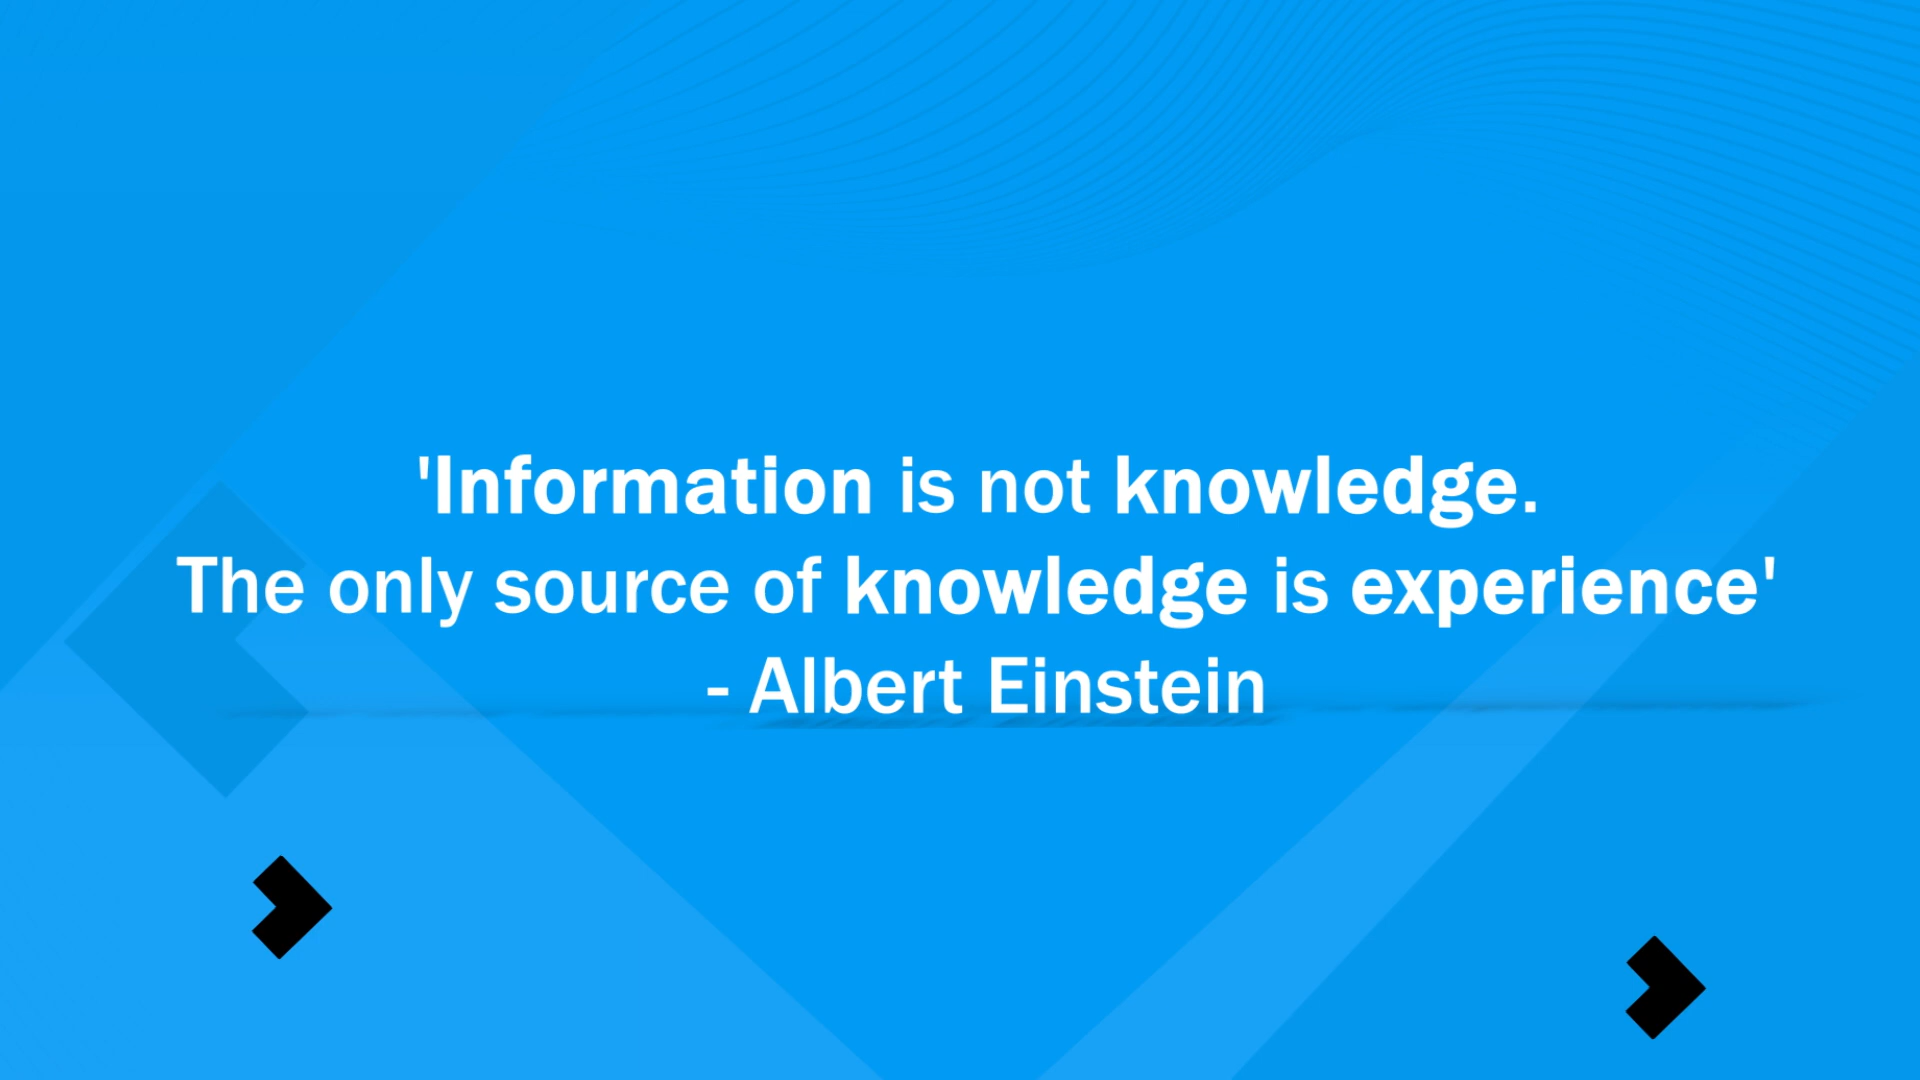 'Information is not knowledge.
The only source of knowledge is experience'
- Albert Einstein